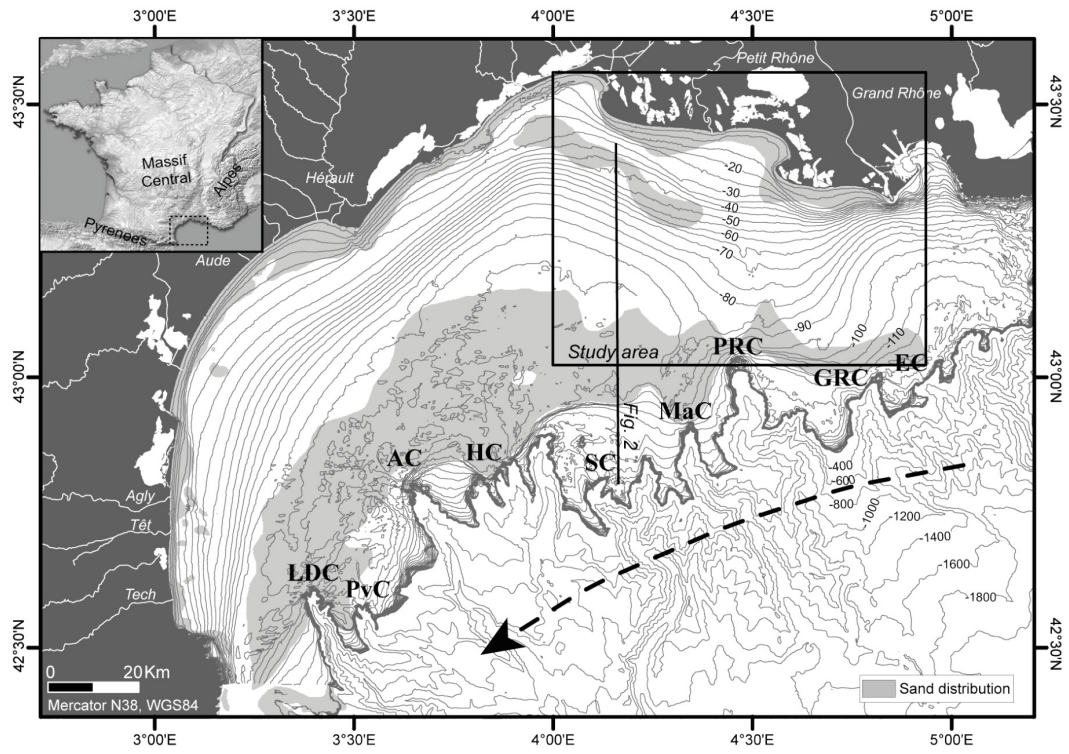 3°00'E 3°30'E 4°00'E 4°30'E 5°00'E
43°30'N
43°00'N
42°30'N
43°30'N
43°00'N
42°30'N
Massif
Central
Alpes
Pyrenees
Petit Rhône
Grand Rhône
Hérault
Aude
Agly
Têt
Tech
-20
-30
-40
-50
-60
-70
-80
-90
-100
-110
Study area
Fig. 2
PRC
GRC
EC
MaC
SC
HC
AC
LDC
PvC
-400
-600
-800
-1000
-1200
-1400
-1600
-1800
0 20 Km
Mercator N38, WGS84
Sand distribution
3°00'E 3°30'E 4°00'E 4°30'E 5°00'E